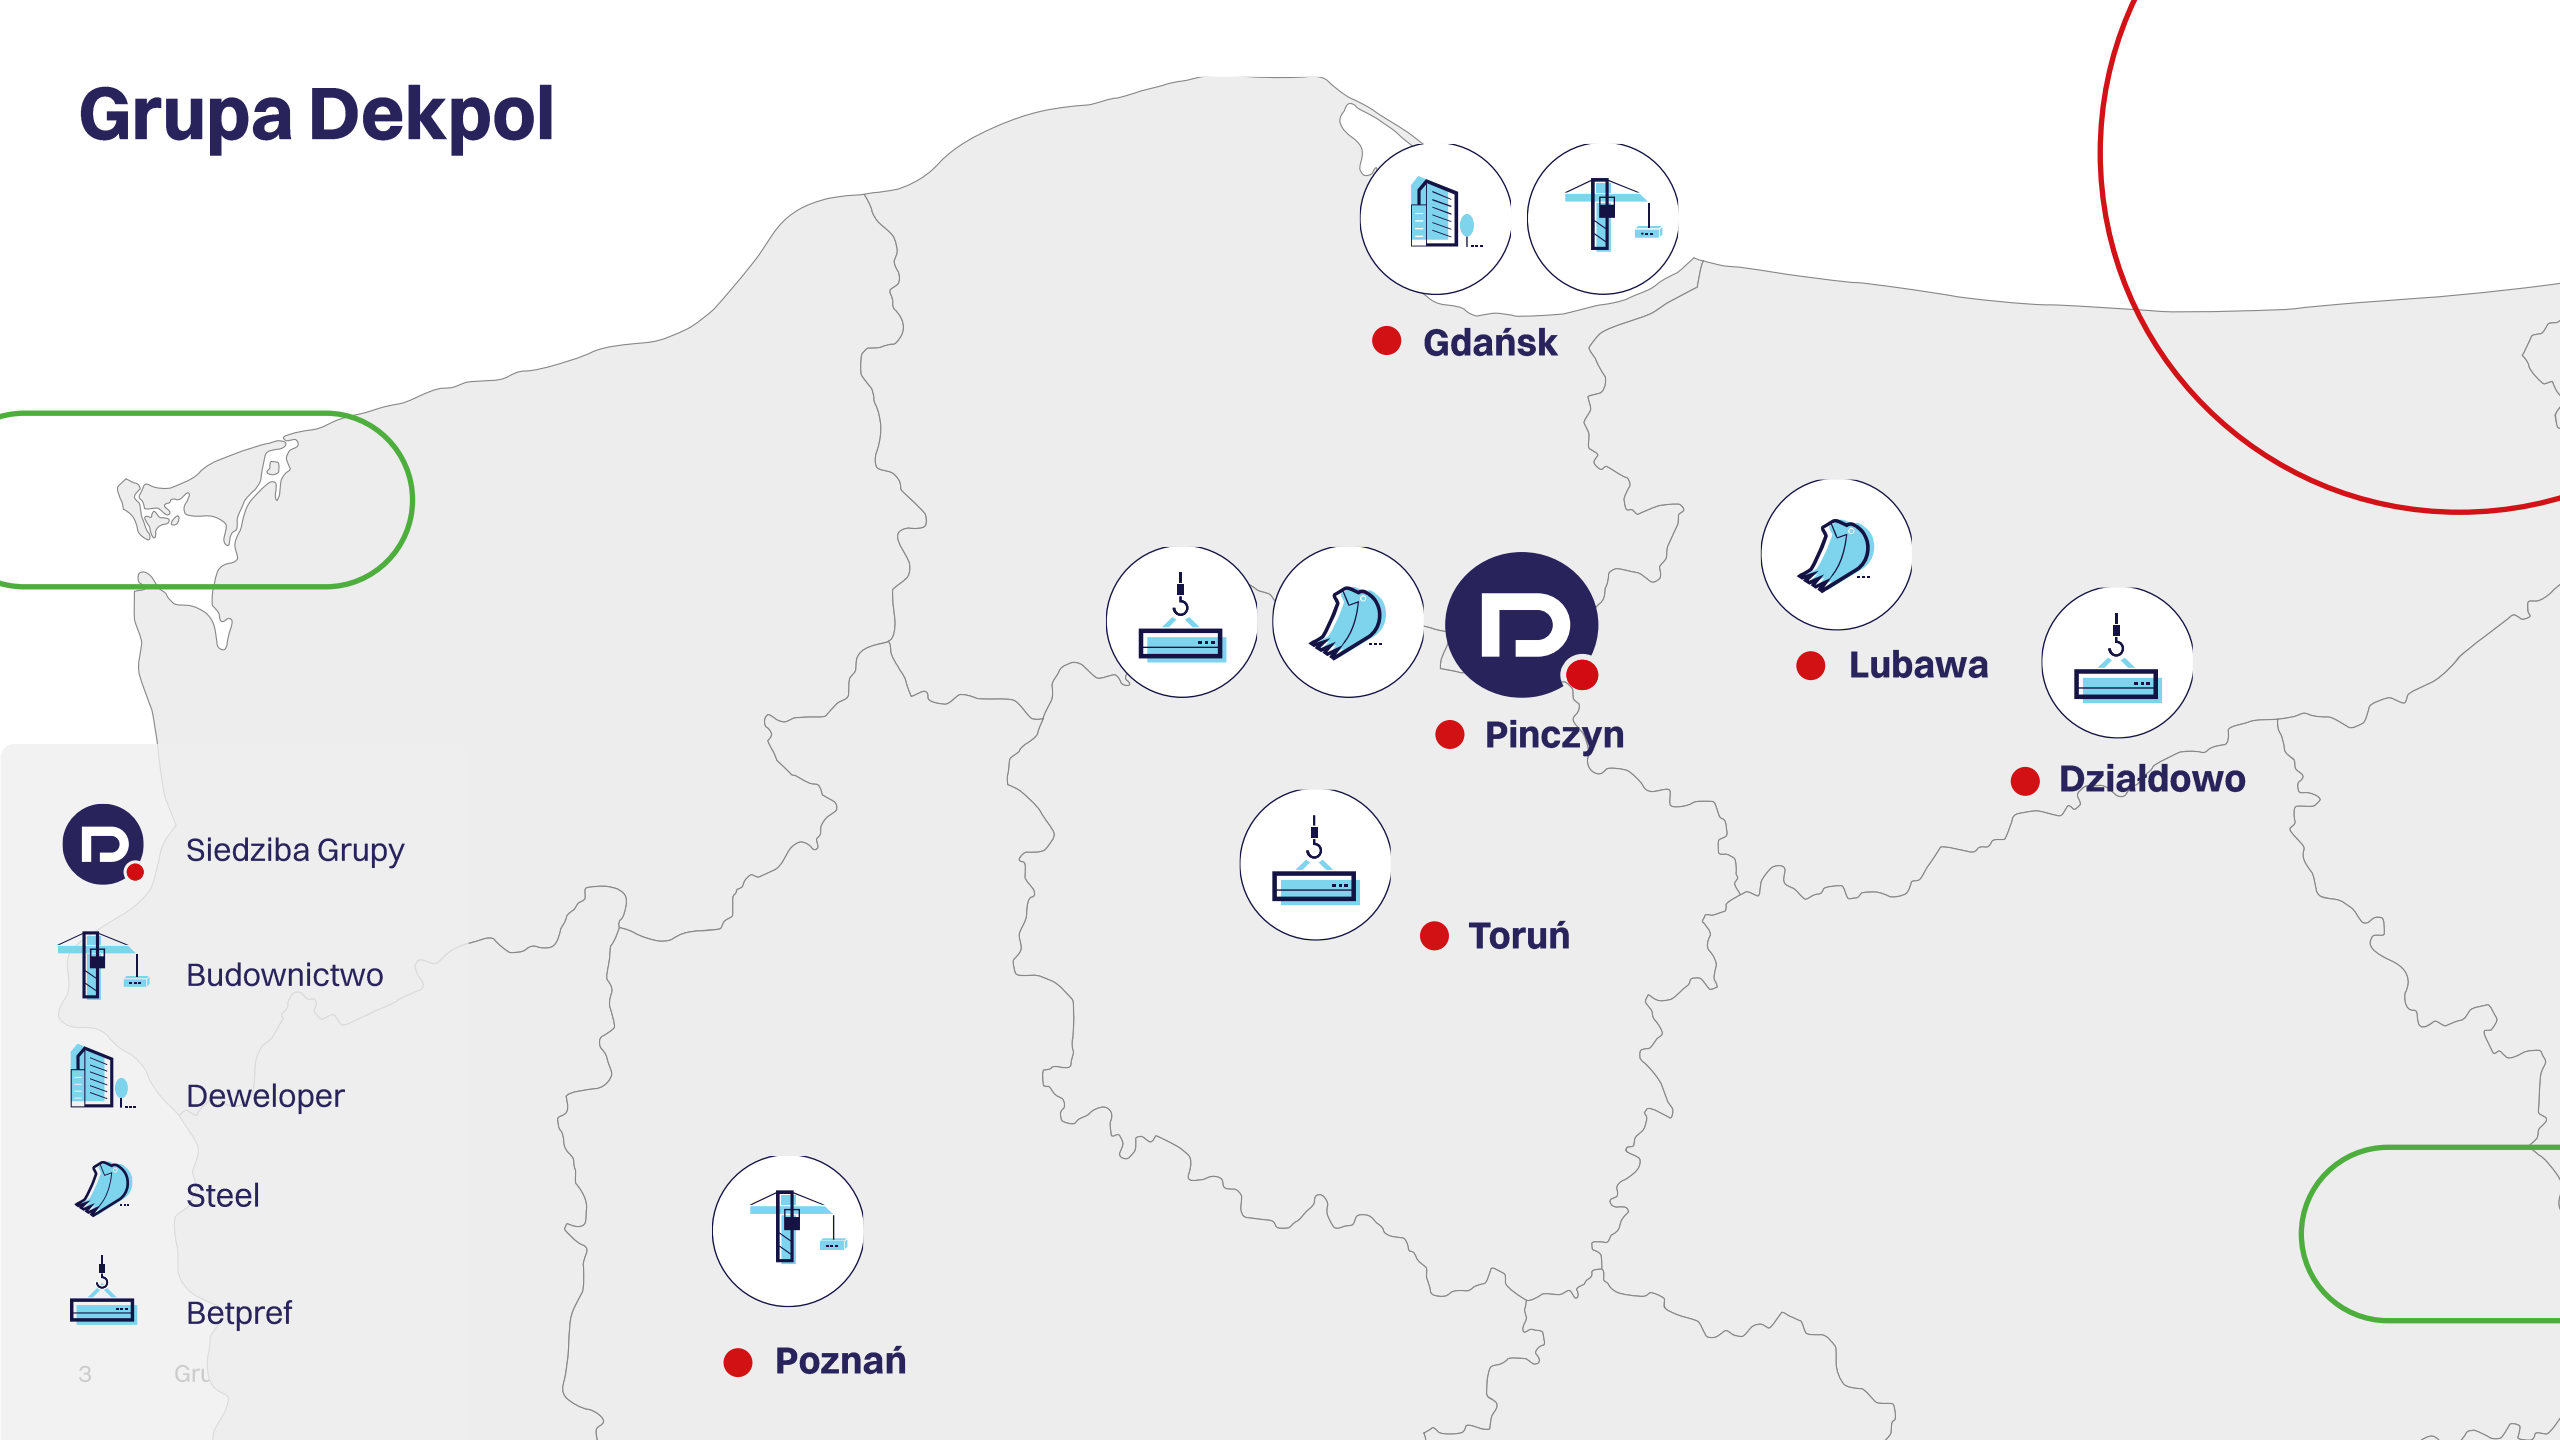 Grupa Dekpol
Gdańsk
Lubawa
Pinczyn
Działdowo
Toruń
Poznań
Siedziba Grupy
Budownictwo
Deweloper
Steel
Betpref
3